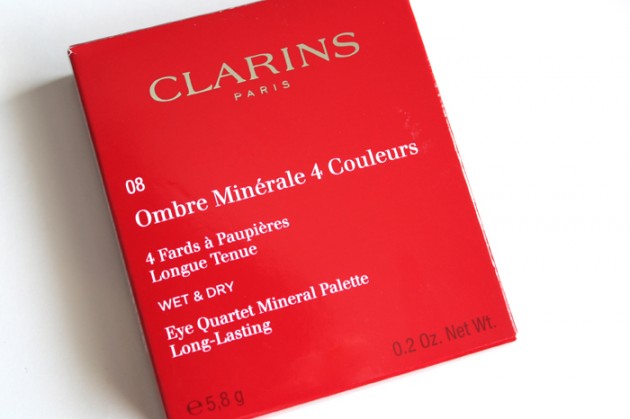 CLARINS
PARIS
08
Ombre Minérale 4 Couleurs
4 Fards à Paupières
Longue Tenue
WET & DRY
Eye Quartet Mineral Palette
Long-Lasting
℮5,8 g
0.2 Oz. Net Wt.